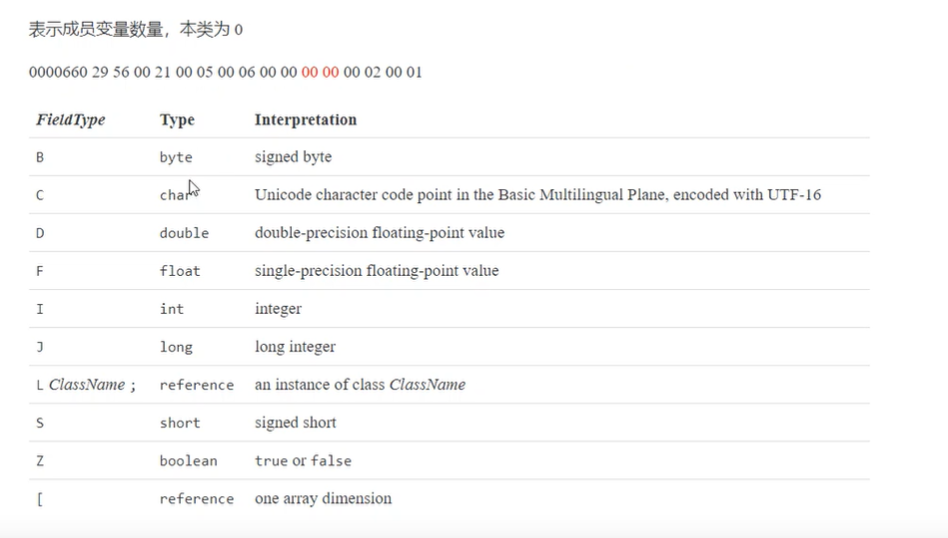 表示成员变量数量，本类为 0
0000660 29 56 00 21 00 05 00 06 00 00 00 00 00 02 00 01
FieldType Type Interpretation
B byte signed byte
C char Unicode character code point in the Basic Multilingual Plane, encoded with UTF-16
D double double-precision floating-point value
F float single-precision floating-point value
I int integer
J long long integer
L ClassName ; reference an instance of class ClassName
S short signed short
Z boolean true or false
[ reference one array dimension